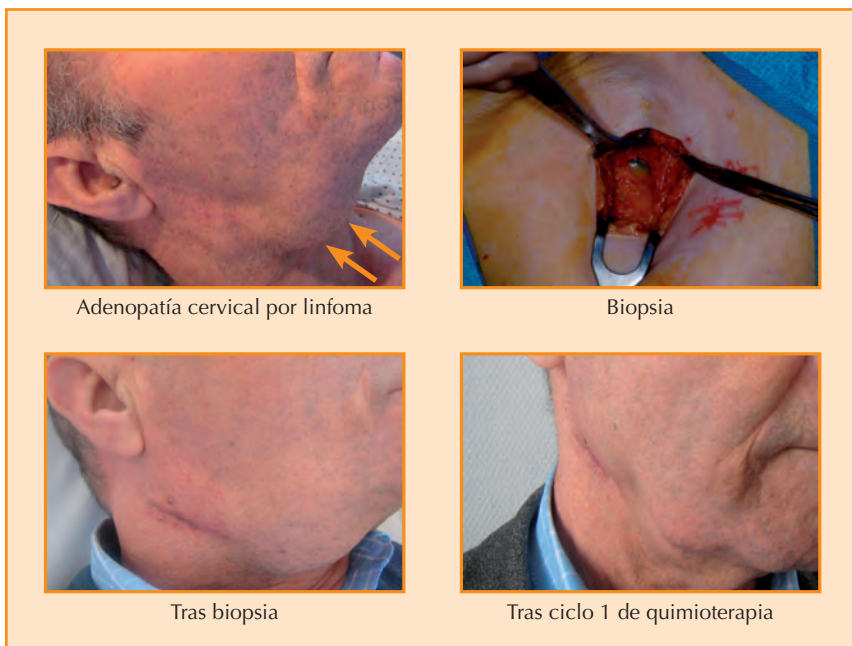 Adenopatía cervical por linfoma
Biopsia
Tras biopsia
Tras ciclo 1 de quimioterapia